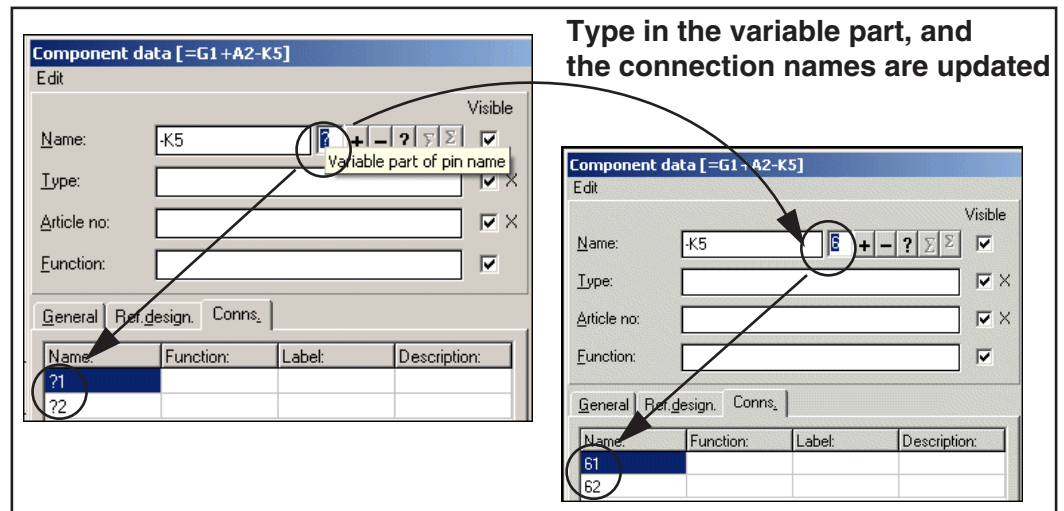 Type in the variable part, and
the connection names are updated
Component data [=G1+A2-K5]
Edit
Visible
Name: -K5 ? + − ? Σ Σ
Variable part of pin name
Type: X
Article no: X
Function:
General Ref.design. Conns.
Name: Function: Label: Description:
?1
?2
Component data [=G1+A2-K5]
Edit
Visible
Name: -K5 6 + − ? Σ Σ
Type: X
Article no: X
Function:
General Ref.design. Conns.
Name: Function: Label: Description:
61
62